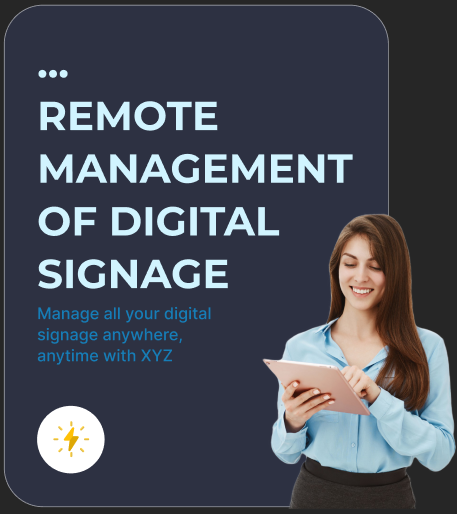 REMOTE
MANAGEMENT
OF DIGITAL
SIGNAGE
Manage all your digital
signage anywhere,
anytime with XYZ